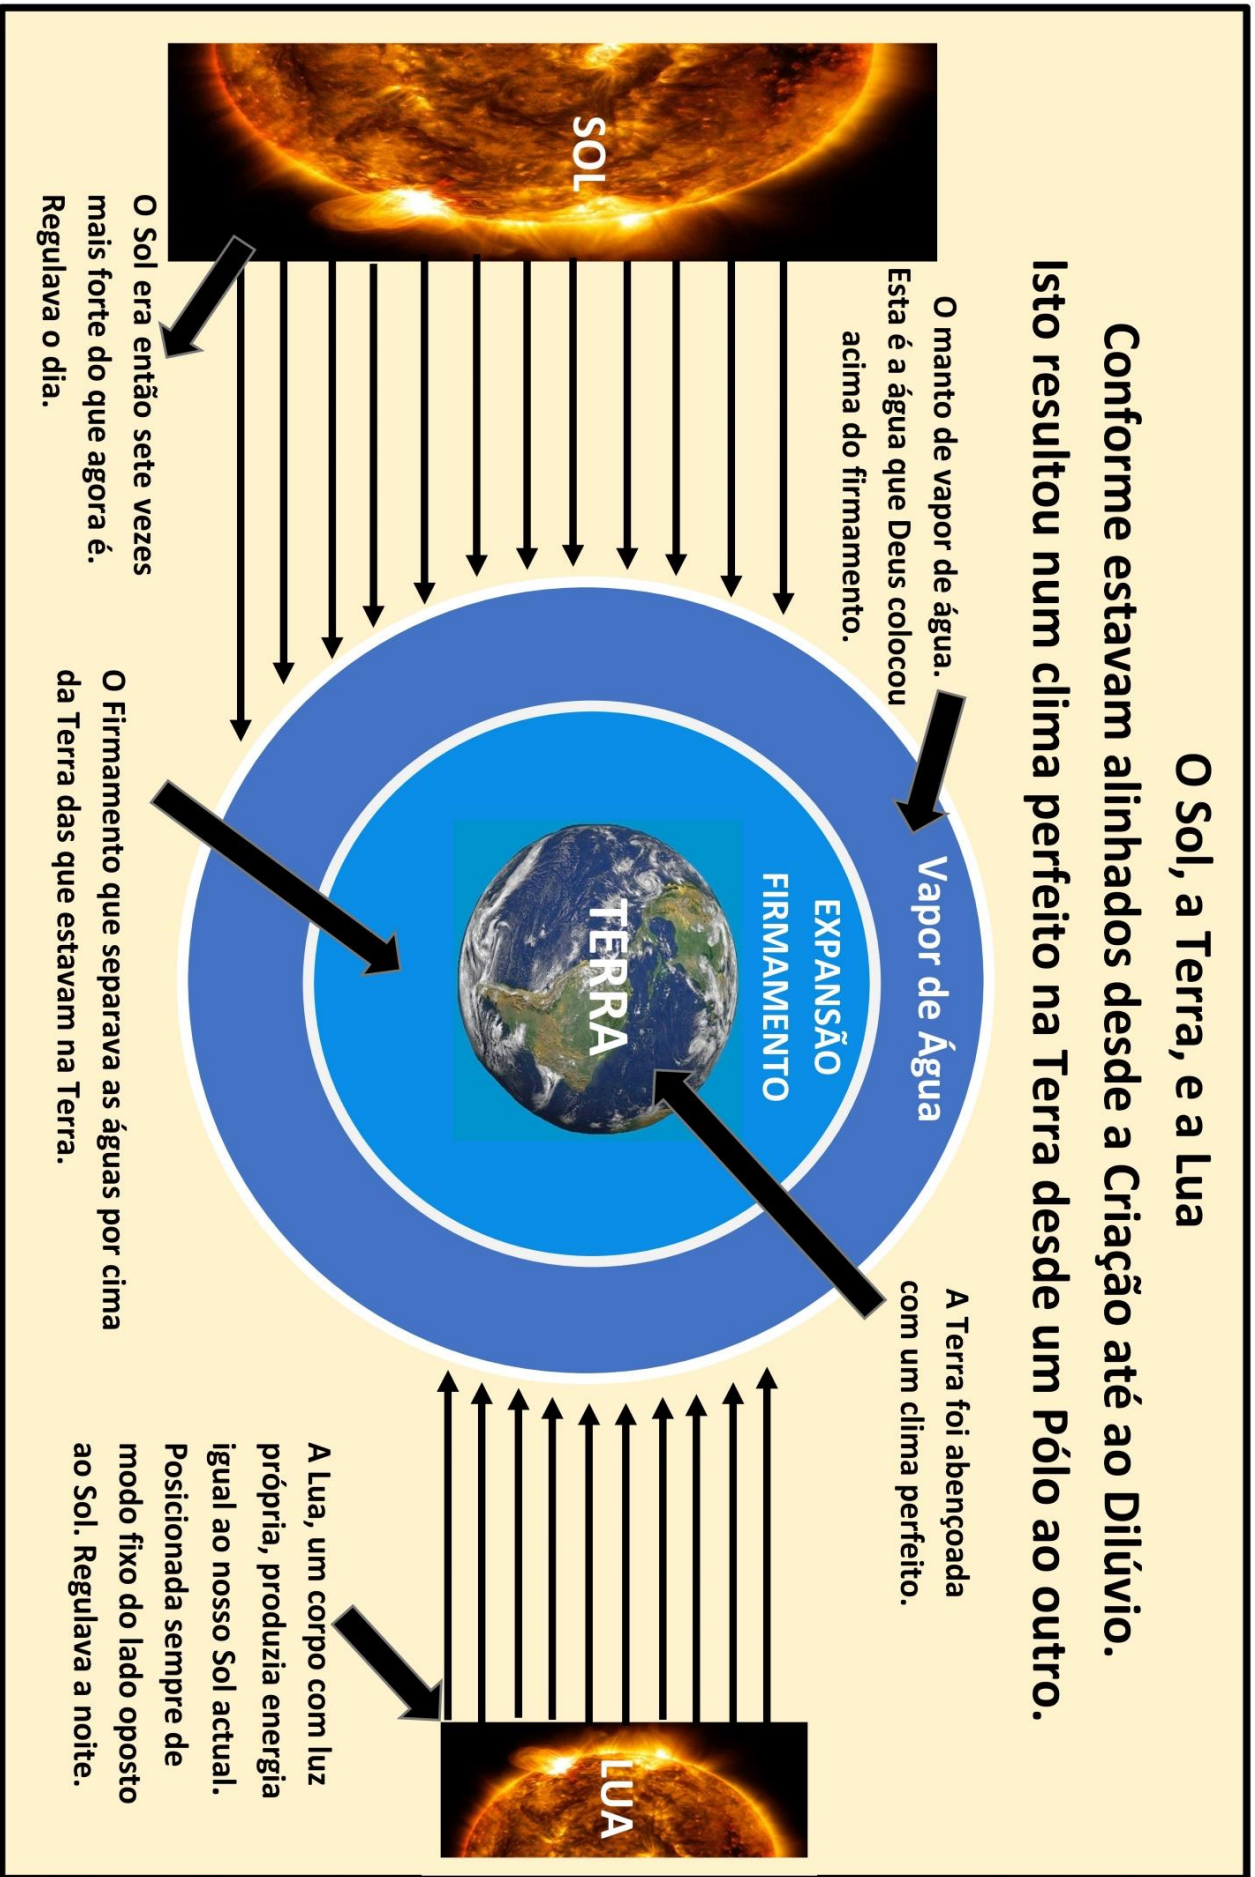 O Sol, a Terra, e a Lua
Conforme estavam alinhados desde a Criação até ao Dilúvio.
Isto resultou num clima perfeito na Terra desde um Pólo ao outro.
O manto de vapor de água.
Esta é a água que Deus colocou
acima do firmamento.
A Terra foi abençoada
com um clima perfeito.
Vapor de Água
EXPANSÃO
FIRMAMENTO
SOL
TERRA
LUA
O Sol era então sete vezes
mais forte do que agora é.
Regulava o dia.
O Firmamento que separava as águas por cima
da Terra das que estavam na Terra.
A Lua, um corpo com luz
própria, produzia energia
igual ao nosso Sol actual.
Posicionada sempre de
modo fixo do lado oposto
ao Sol. Regulava a noite.